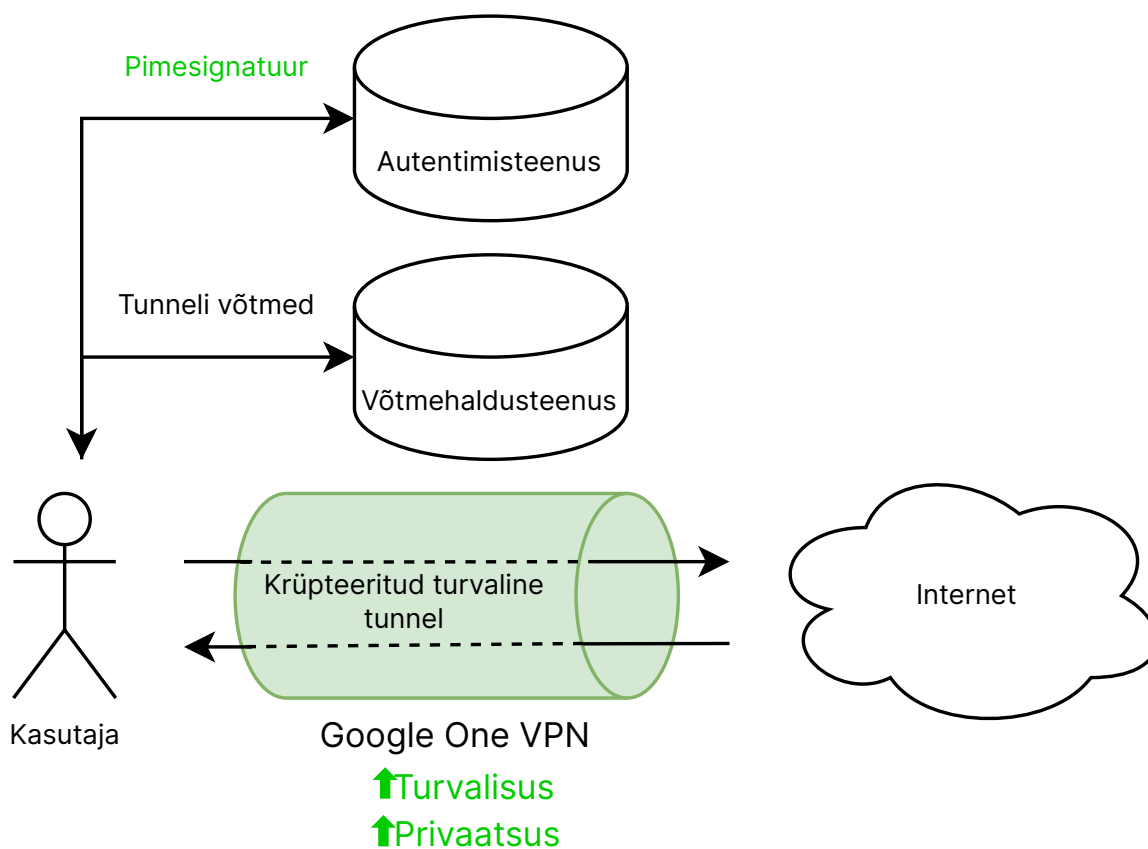 Pimesignatuur
Autentimisteenus
Tunneli võtmed
Võtmehaldusteenus
Krüpteeritud turvaline
tunnel
Internet
Kasutaja
Google One VPN
Turvalisus
Privaatsus